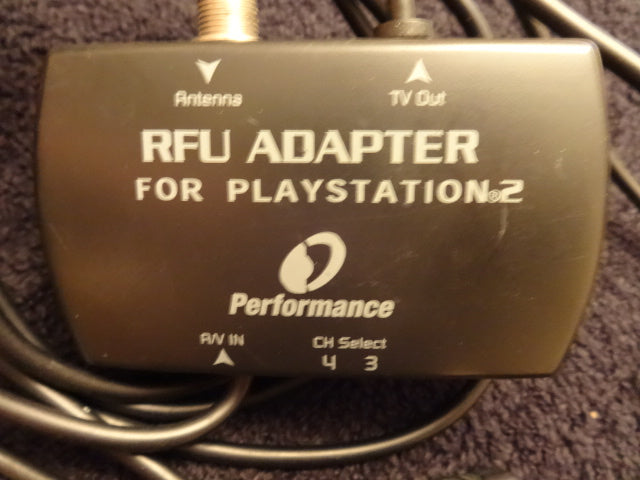 Antenna TV Out
RFU ADAPTER
FOR PLAYSTATION®2
Performance
A/V IN CH Select
4 3